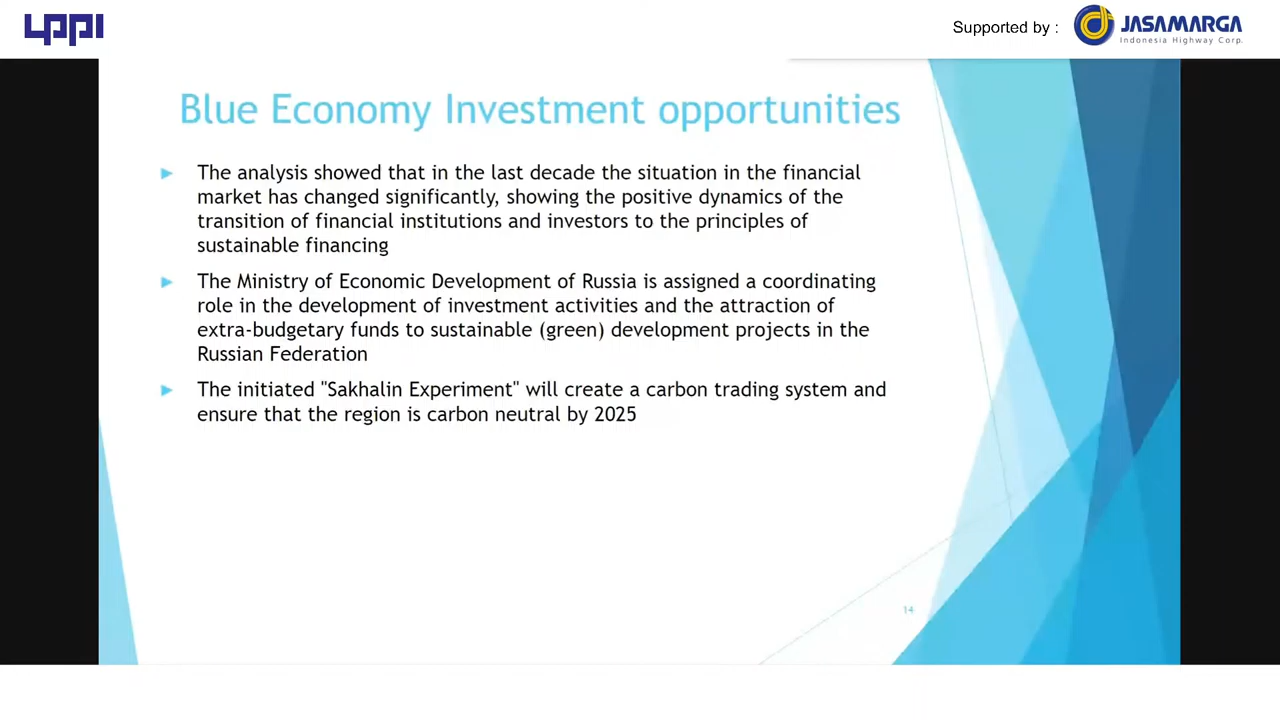 LPPI
Supported by :
JASAMARGA
Indonesia Highway Corp.
Blue Economy Investment opportunities
The analysis showed that in the last decade the situation in the financial
market has changed significantly, showing the positive dynamics of the
transition of financial institutions and investors to the principles of
sustainable financing
The Ministry of Economic Development of Russia is assigned a coordinating
role in the development of investment activities and the attraction of
extra-budgetary funds to sustainable (green) development projects in the
Russian Federation
The initiated "Sakhalin Experiment" will create a carbon trading system and
ensure that the region is carbon neutral by 2025
14